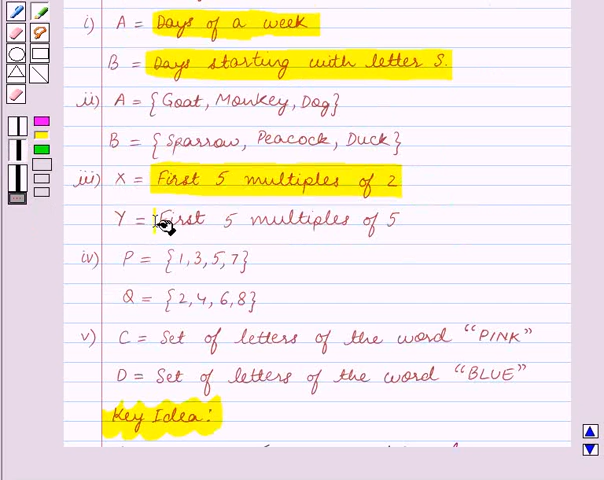 i) A = Days of a week
B = Days starting with letter S.
ii) A = {Goat, Monkey, Dog}
B = {Sparrow, Peacock, Duck}
iii) X = First 5 multiples of 2
Y = First 5 multiples of 5
iv) P = {1,3,5,7}
Q = {2,4,6,8}
v) C = Set of letters of the word "PINK"
D = Set of letters of the word "BLUE"
Key Idea: